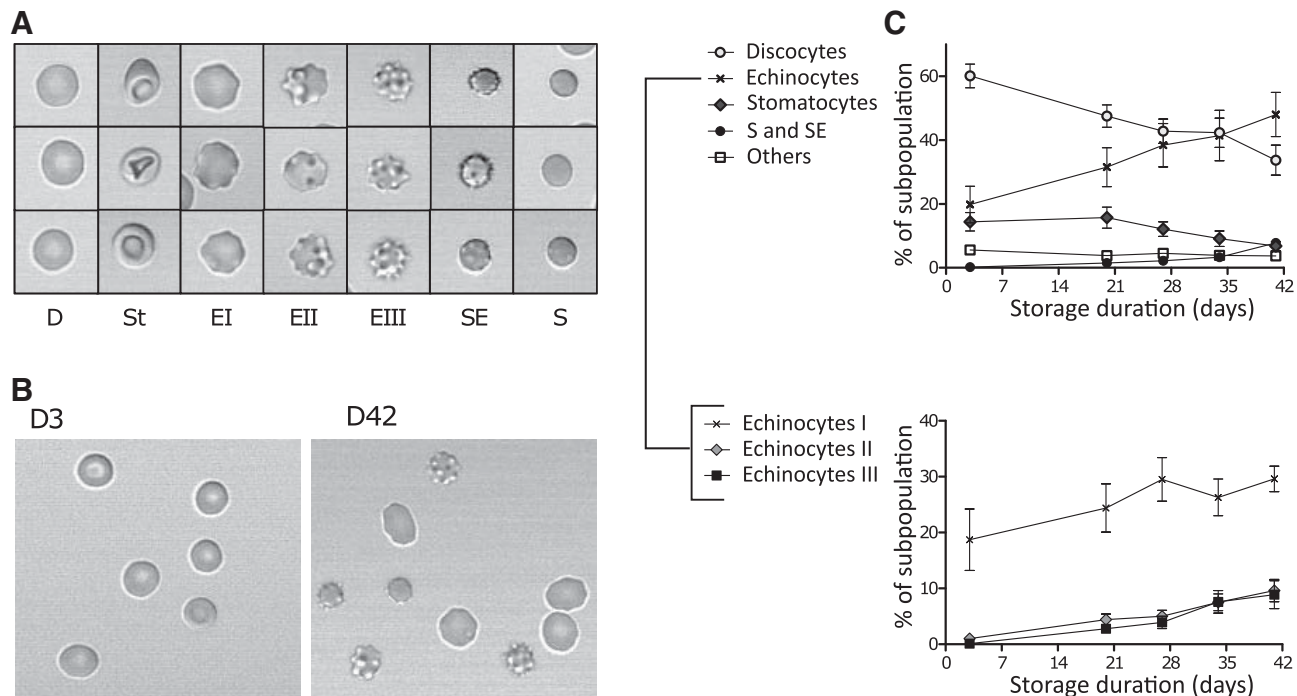 A
D St EI EII EIII SE S
B
D3 D42
Discocytes
Echinocytes
Stomatocytes
S and SE
Others
Echinocytes I
Echinocytes II
Echinocytes III
C
% of subpopulation
60
40
20
0
0 7 14 21 28 35 42
Storage duration (days)
% of subpopulation
40
30
20
10
0
0 7 14 21 28 35 42
Storage duration (days)